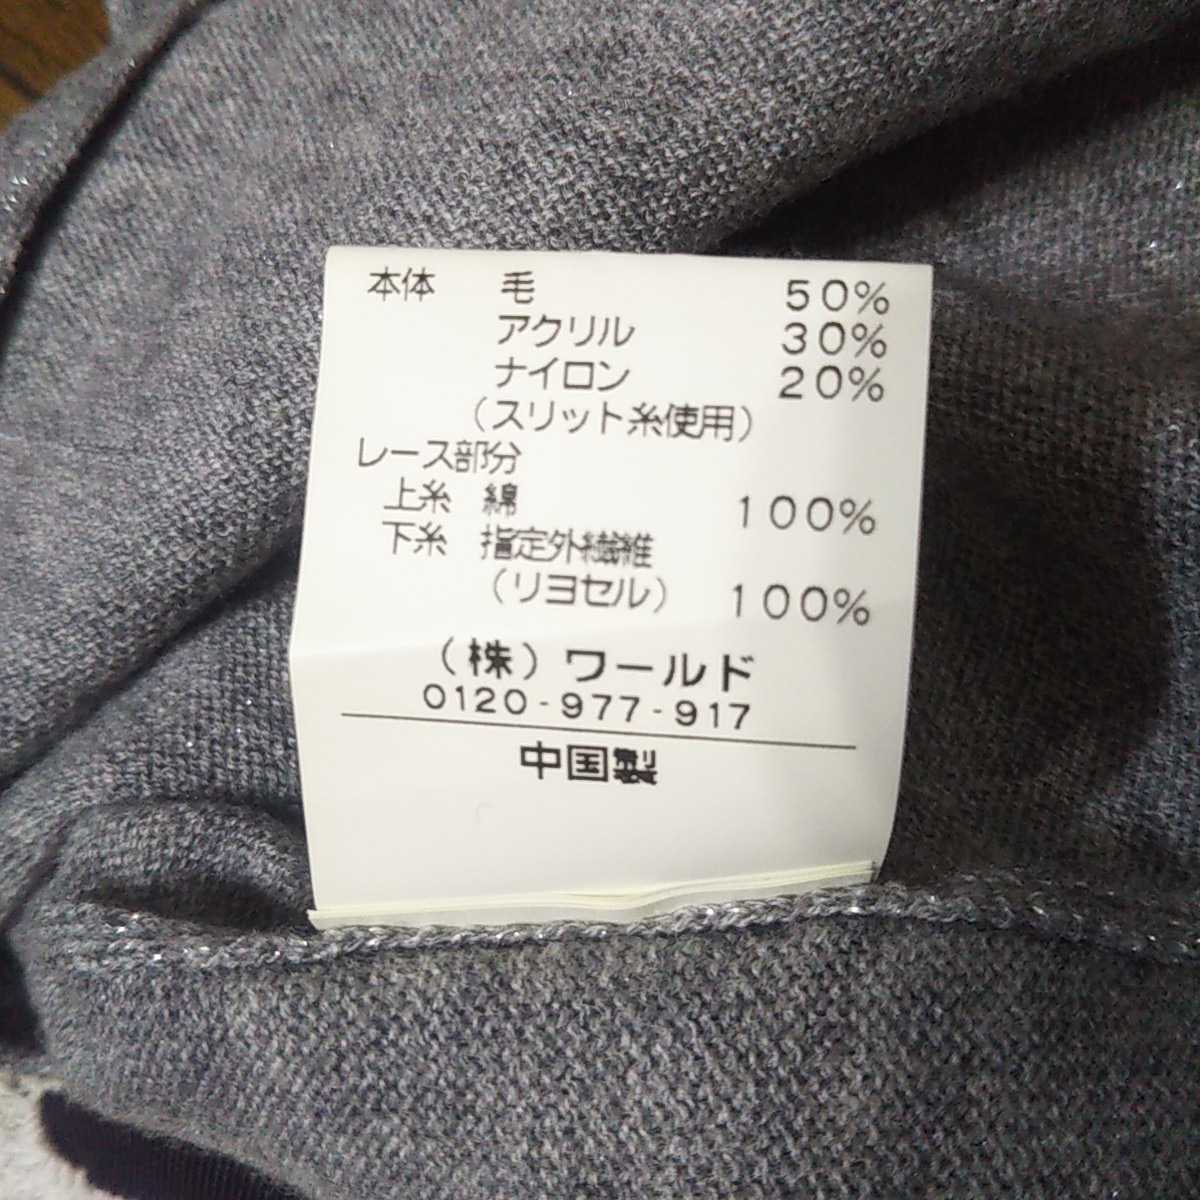 本体 毛 50%
アクリル 30%
ナイロン 20%
（スリット糸使用）
レース部分
上糸 綿 100%
下糸 指定外繊維
（リヨセル） 100%
（株）ワールド
0120-977-917
中国製